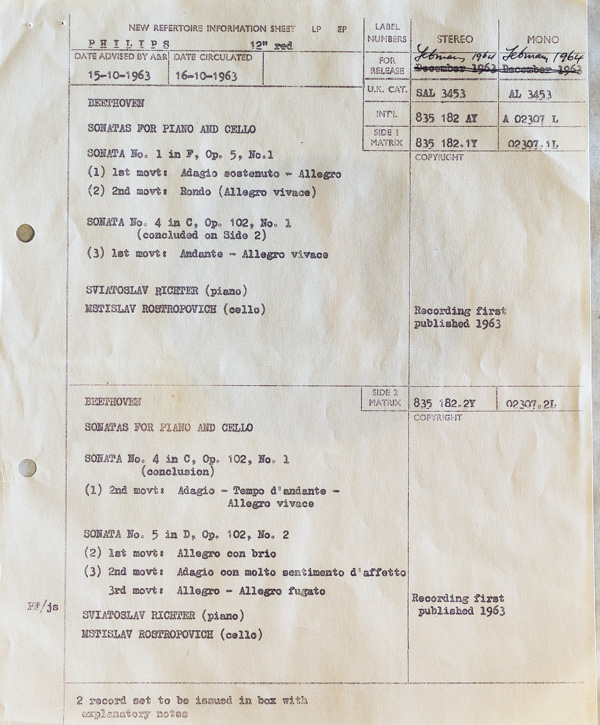 NEW REPERTOIRE INFORMATION SHEET LP EP
PHILIPS 12" red
DATE ADVISED BY A&R DATE CIRCULATED
15-10-1963 16-10-1963
LABEL NUMBERS STEREO MONO
FOR RELEASE February 1964 February 1964
December 1963 December 1963
U.K. CAT. SAL 3453 AL 3453
INT'L 835 182 AY A 02307 L
SIDE 1 MATRIX 835 182.1Y 02307.1L
COPYRIGHT
BEETHOVEN
SONATAS FOR PIANO AND CELLO
SONATA No. 1 in F, Op. 5, No.1
(1) 1st movt: Adagio sostenuto - Allegro
(2) 2nd movt: Rondo (Allegro vivace)
SONATA No. 4 in C, Op. 102, No. 1
(concluded on Side 2)
(3) 1st movt: Andante - Allegro vivace
SVIATOSLAV RICHTER (piano)
MSTISLAV ROSTROPOVICH (cello)
Recording first
published 1963
SIDE 2 MATRIX 835 182.2Y 02307.2L
COPYRIGHT
BEETHOVEN
SONATAS FOR PIANO AND CELLO
SONATA No. 4 in C, Op. 102, No. 1
(conclusion)
(1) 2nd movt: Adagio - Tempo d'andante -
Allegro vivace
SONATA No. 5 in D, Op. 102, No. 2
(2) 1st movt: Allegro con brio
(3) 2nd movt: Adagio con molto sentimento d'affetto
3rd movt: Allegro - Allegro fugato
SVIATOSLAV RICHTER (piano)
MSTISLAV ROSTROPOVICH (cello)
Recording first
published 1963
FF/js
2 record set to be issued in box with
explanatory notes